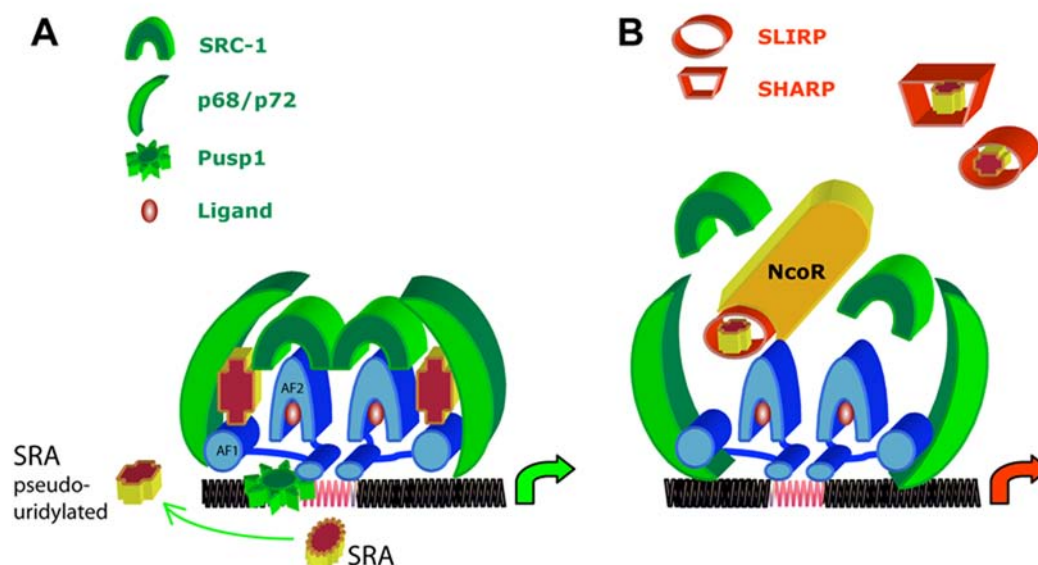 A
SRC-1
p68/p72
Pusp1
Ligand
AF2
AF1
SRA
pseudo-
uridylated
SRA
B
SLIRP
SHARP
NcoR